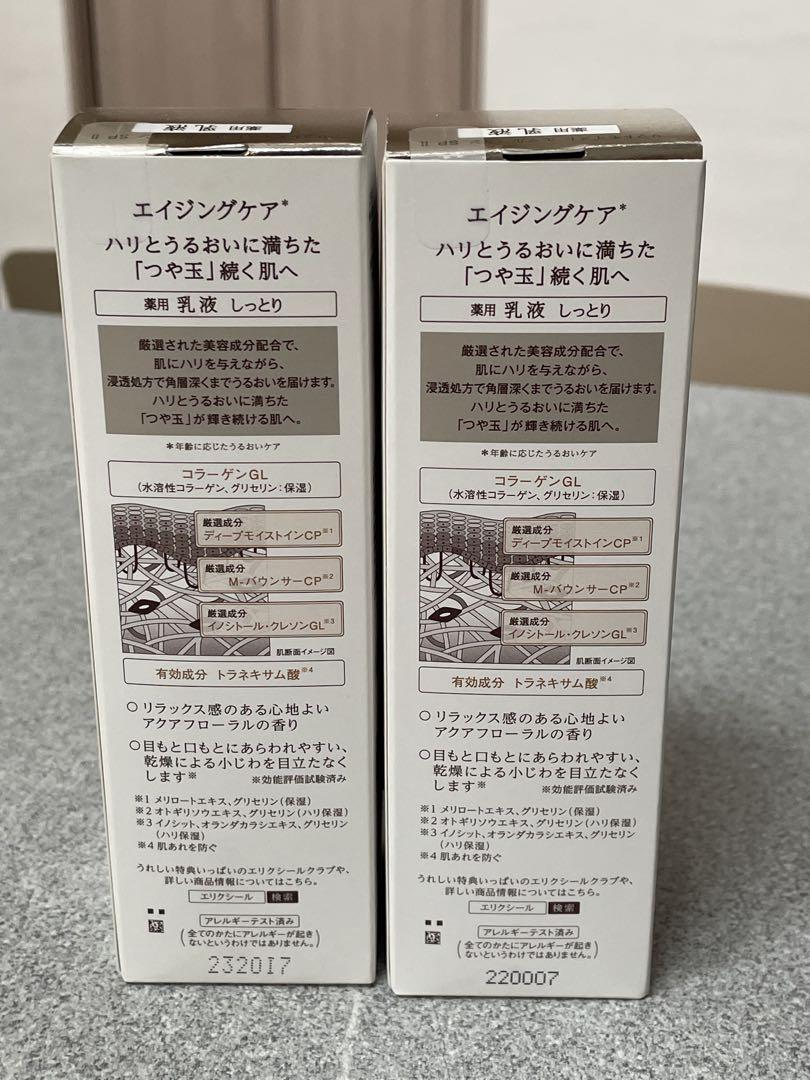 薬用 乳液
SP II
エイジングケア*
ハリとうるおいに満ちた
「つや玉」続く肌へ
薬用 乳液 しっとり
厳選された美容成分配合で、
肌にハリを与えながら、
浸透処方で角層深くまでうるおいを届けます。
ハリとうるおいに満ちた
「つや玉」が輝き続ける肌へ。
*年齢に応じたうるおいケア
コラーゲンGL
(水溶性コラーゲン、グリセリン:保湿)
厳選成分
ディープモイストインCP※1
厳選成分
M-バウンサーCP※2
厳選成分
イノシトール・クレソンGL※3
肌断面イメージ図
有効成分 トラネキサム酸※4
○リラックス感のある心地よい
アクアフローラルの香り
○目もと口もとにあらわれやすい、
乾燥による小じわを目立たなく
します※ ※効能評価試験済み
※1 メリロートエキス、グリセリン(保湿)
※2 オトギリソウエキス、グリセリン(ハリ保湿)
※3 イノシット、オランダカラシエキス、グリセリン
(ハリ保湿)
※4 肌あれを防ぐ
うれしい特典いっぱいのエリクシールクラブや、
詳しい商品情報についてはこちら。
エリクシール 検索
アレルギーテスト済み
(全てのかたにアレルギーが起き
ないというわけではありません。)
232017
薬用 乳液
SP II
エイジングケア*
ハリとうるおいに満ちた
「つや玉」続く肌へ
薬用 乳液 しっとり
厳選された美容成分配合で、
肌にハリを与えながら、
浸透処方で角層深くまでうるおいを届けます。
ハリとうるおいに満ちた
「つや玉」が輝き続ける肌へ。
*年齢に応じたうるおいケア
コラーゲンGL
(水溶性コラーゲン、グリセリン:保湿)
厳選成分
ディープモイストインCP※1
厳選成分
M-バウンサーCP※2
厳選成分
イノシトール・クレソンGL※3
肌断面イメージ図
有効成分 トラネキサム酸※4
○リラックス感のある心地よい
アクアフローラルの香り
○目もと口もとにあらわれやすい、
乾燥による小じわを目立たなく
します※ ※効能評価試験済み
※1 メリロートエキス、グリセリン(保湿)
※2 オトギリソウエキス、グリセリン(ハリ保湿)
※3 イノシット、オランダカラシエキス、グリセリン
(ハリ保湿)
※4 肌あれを防ぐ
うれしい特典いっぱいのエリクシールクラブや、
詳しい商品情報についてはこちら。
エリクシール 検索
アレルギーテスト済み
(全てのかたにアレルギーが起き
ないというわけではありません。)
220007